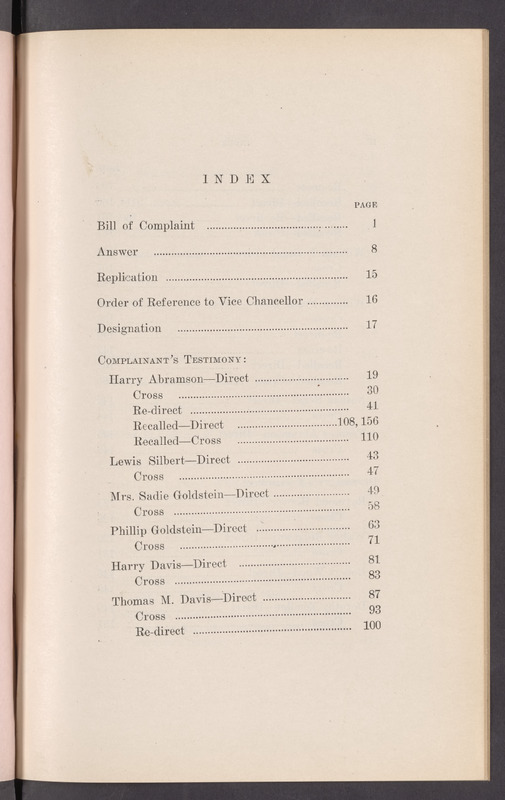 INDEX
PAGE
Bill of Complaint ........................................ 1
Answer ........................................ 8
Replication ........................................ 15
Order of Reference to Vice Chancellor .............. 16
Designation ........................................ 17
COMPLAINANT'S TESTIMONY:
Harry Abramson—Direct .............................. 19
Cross ........................................ 30
Re-direct ........................................ 41
Recalled—Direct ..............................108, 156
Recalled—Cross .............................. 110
Lewis Silbert—Direct .............................. 43
Cross ........................................ 47
Mrs. Sadie Goldstein—Direct ........................ 49
Cross ........................................ 58
Phillip Goldstein—Direct .......................... 63
Cross ........................................ 71
Harry Davis—Direct .............................. 81
Cross ........................................ 83
Thomas M. Davis—Direct .......................... 87
Cross ........................................ 93
Re-direct ........................................ 100